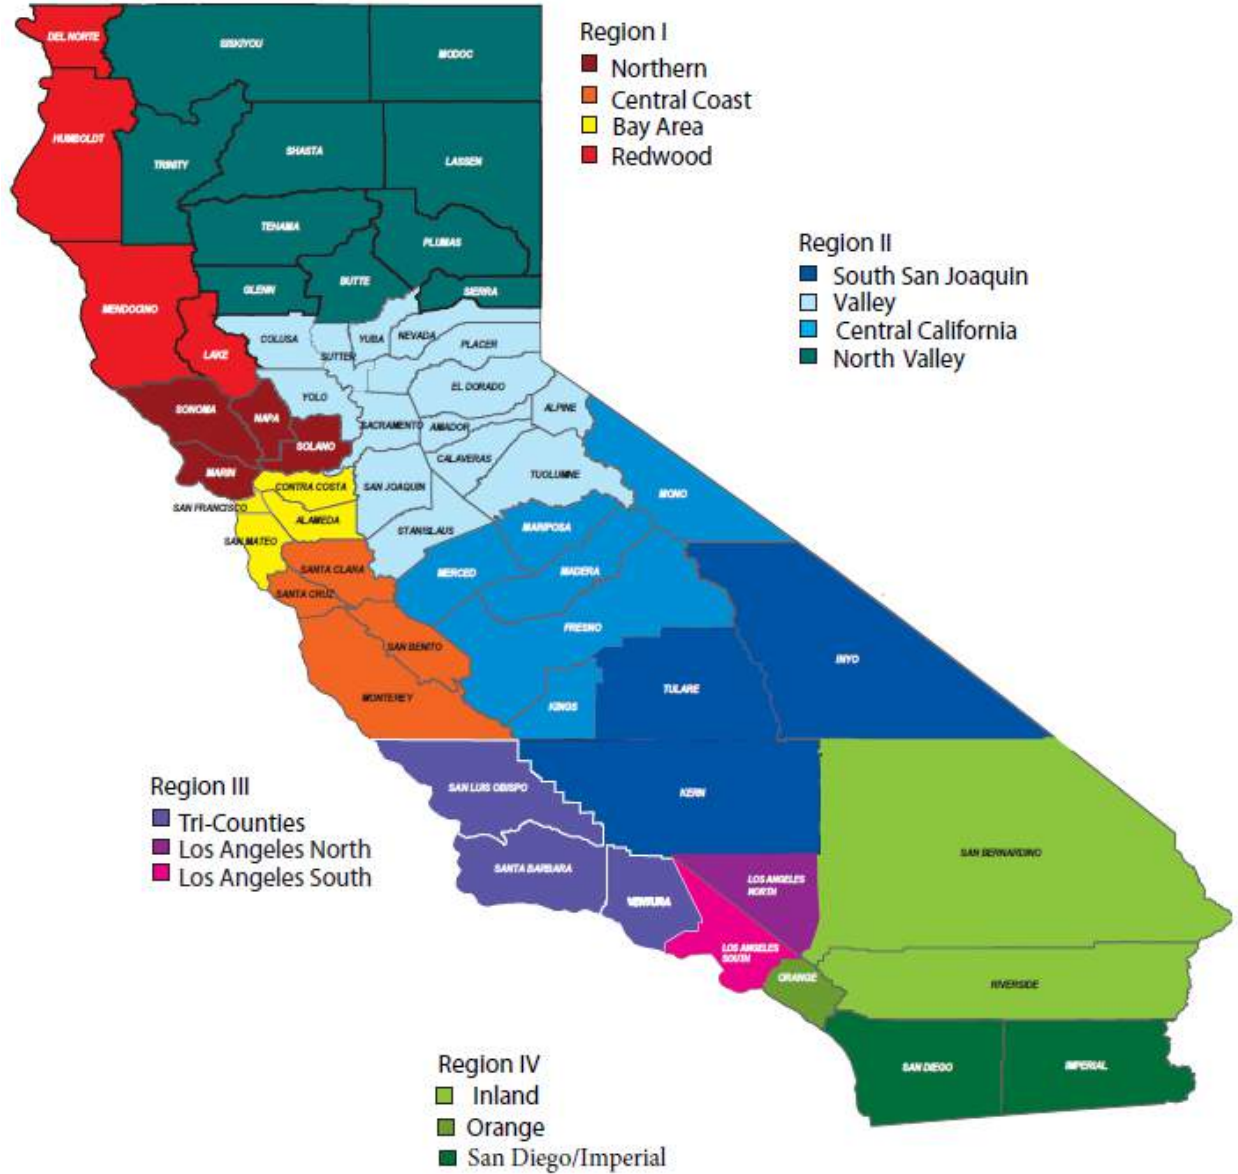 DEL NORTE
SISKIYOU
MODOC
HUMBOLDT
TRINITY
SHASTA
LASSEN
TEHAMA
PLUMAS
GLENN
BUTTE
SIERRA
MENDOCINO
LAKE
COLUSA
SUTTER
YUBA
NEVADA
PLACER
YOLO
EL DORADO
SONOMA
NAPA
SACRAMENTO
AMADOR
ALPINE
SOLANO
MARIN
CALAVERAS
TUOLUMNE
CONTRA COSTA
SAN JOAQUIN
MONO
SAN FRANCISCO
ALAMEDA
STANISLAUS
MARIPOSA
SAN MATEO
SANTA CLARA
MERCED
MADERA
SANTA CRUZ
FRESNO
SAN BENITO
INYO
MONTEREY
KINGS
TULARE
SAN LUIS OBISPO
KERN
SAN BERNARDINO
SANTA BARBARA
VENTURA
LOS ANGELES
NORTH
LOS ANGELES
SOUTH
ORANGE
RIVERSIDE
SAN DIEGO
IMPERIAL
Region I
Northern
Central Coast
Bay Area
Redwood
Region II
South San Joaquin
Valley
Central California
North Valley
Region III
Tri-Counties
Los Angeles North
Los Angeles South
Region IV
Inland
Orange
San Diego/Imperial